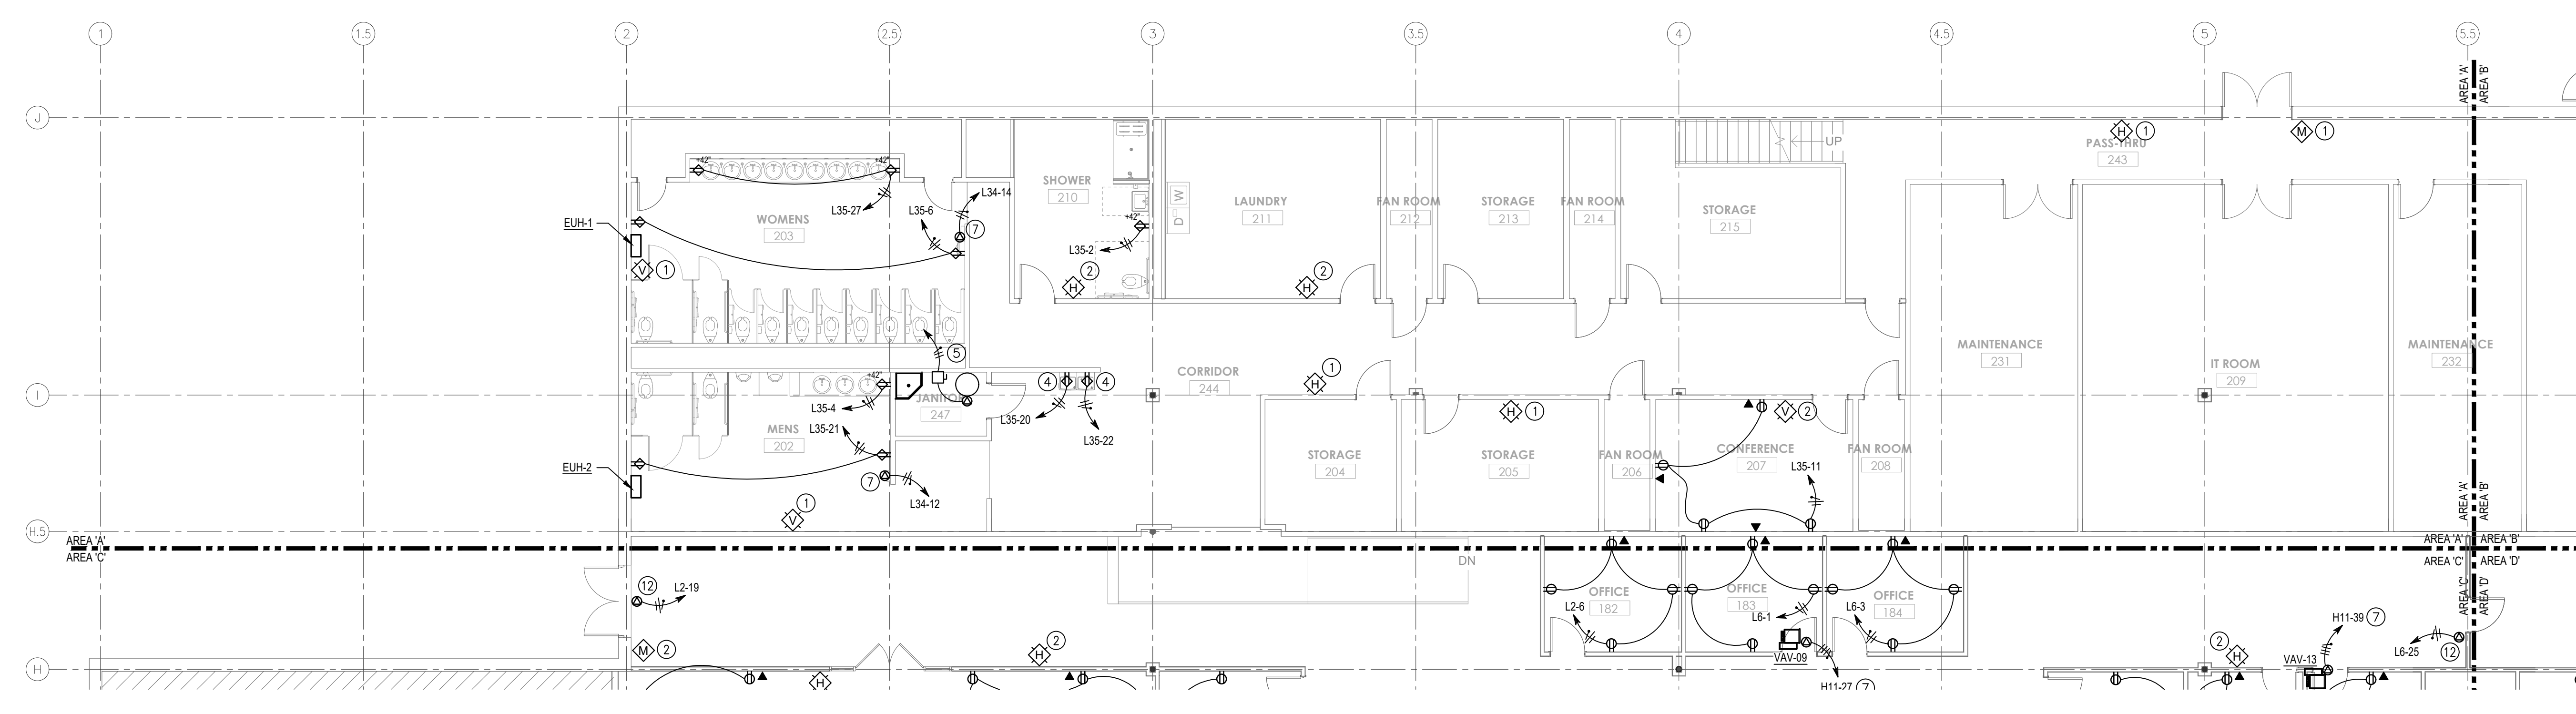 1 1.5 2 2.5 3 3.5 4 4.5 5 5.5
AREA 'A'
AREA 'B'
J
H 1
M 1
PASS-THRU
243
UP
+42"
+42"
SHOWER
210
L34-14
L35-27
L35-6
WOMENS
203
EUH-1
7
+42"
L35-2
V 1
H 2
W
D
LAUNDRY
211
H 2
FAN ROOM
212
STORAGE
213
FAN ROOM
214
STORAGE
215
5
MAINTENANCE
231
IT ROOM
209
MAINTENANCE
232
CORRIDOR
244
H 1
4 4
+42"
I
JANITOR
247
L35-4
L35-20
L35-21
L35-22
MENS
202
EUH-2
7
L34-12
V 1
STORAGE
204
H 1
STORAGE
205
FAN ROOM
206
V 2
CONFERENCE
207
L35-11
FAN ROOM
208
AREA 'A'
AREA 'B'
H.5
AREA 'A'
AREA 'C'
AREA 'A' AREA 'B'
AREA 'C' AREA 'D'
DN
12
L2-19
OFFICE
182
L2-6
OFFICE
183
L6-1
OFFICE
184
L6-3
AREA 'C'
AREA 'D'
H11-39 7
M 2
H 2
VAV-09
2
H
VAV-13
L6-25
12
H
H
H11-27 7